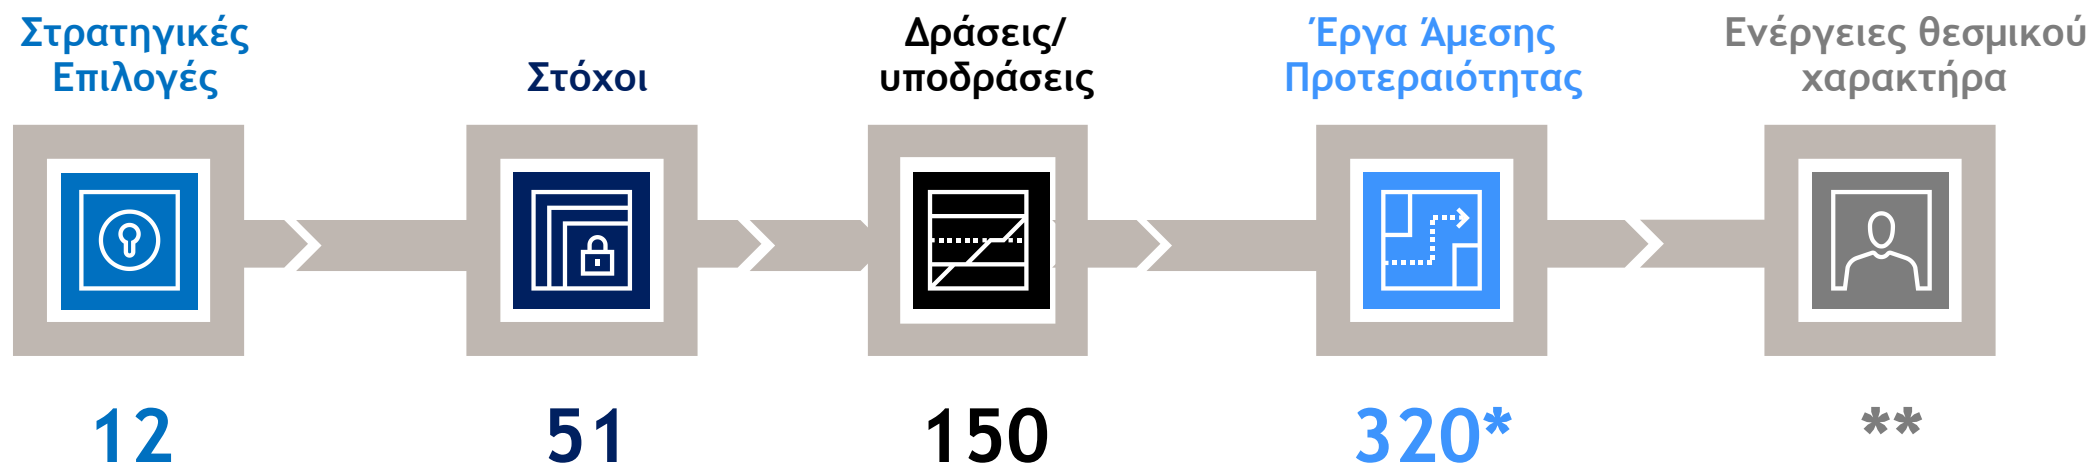 Στρατηγικές
Επιλογές
Στόχοι
Δράσεις/
υποδράσεις
Έργα Άμεσης
Προτεραιότητας
Ενέργειες θεσμικού
χαρακτήρα
12
51
150
320*
**